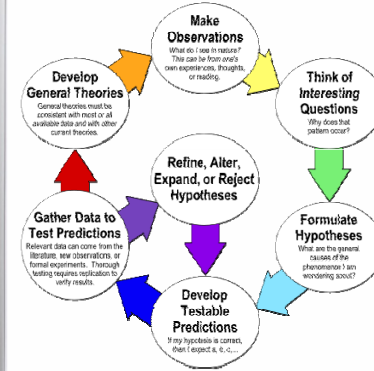 Make
Observations
What do I see in nature?
This can be from one's
own experiences, thoughts,
or reading.
Think of
Interesting
Questions
Why does that
pattern occur?
Formulate
Hypotheses
What are the general
causes of the
phenomenon I am
wondering about?
Develop
Testable
Predictions
If my hypotesis is correct,
then I expect a, b, c,...
Gather Data to
Test Predictions
Relevant data can come from the
literature, new observations, or
formal experiments. Thorough
testing requires replication to
verify results.
Refine, Alter,
Expand, or Reject
Hypotheses
Develop
General Theories
General theories must be
consistent with most or all
available data and with other
current theories.